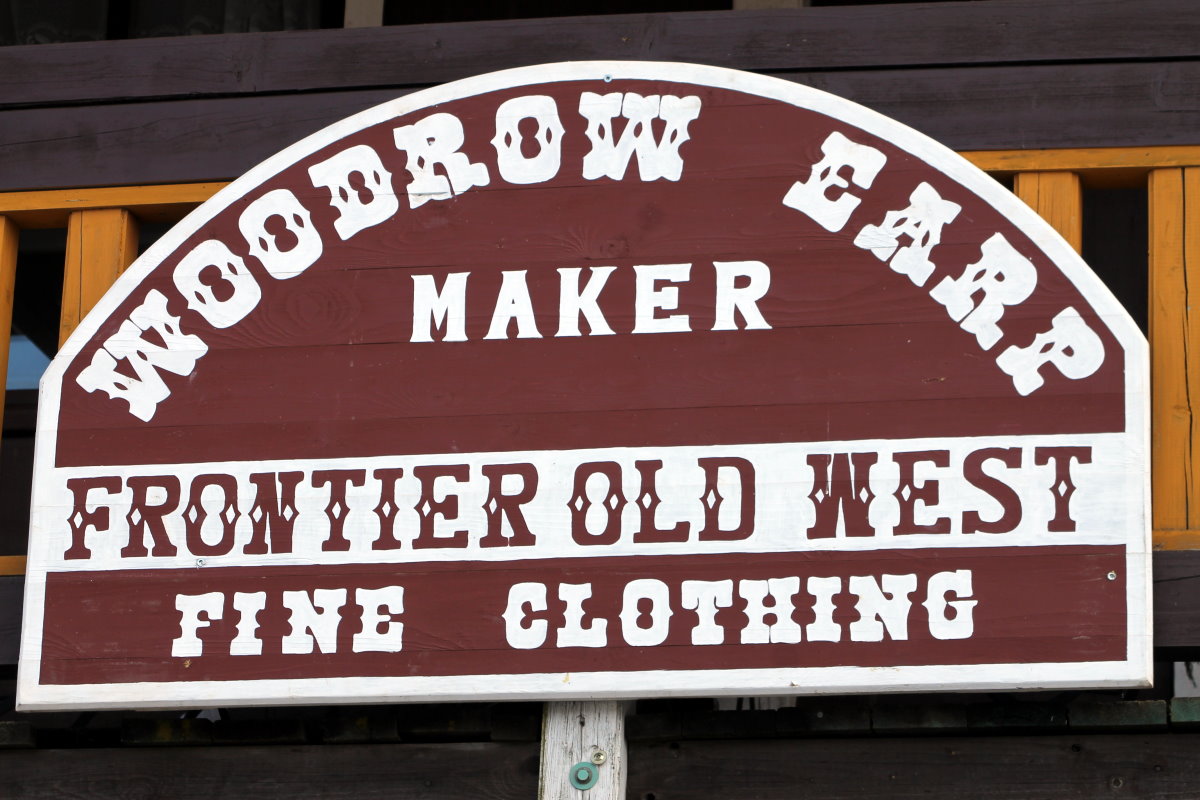 WOODROW EARP
MAKER
FRONTIER OLD WEST
FINE CLOTHING